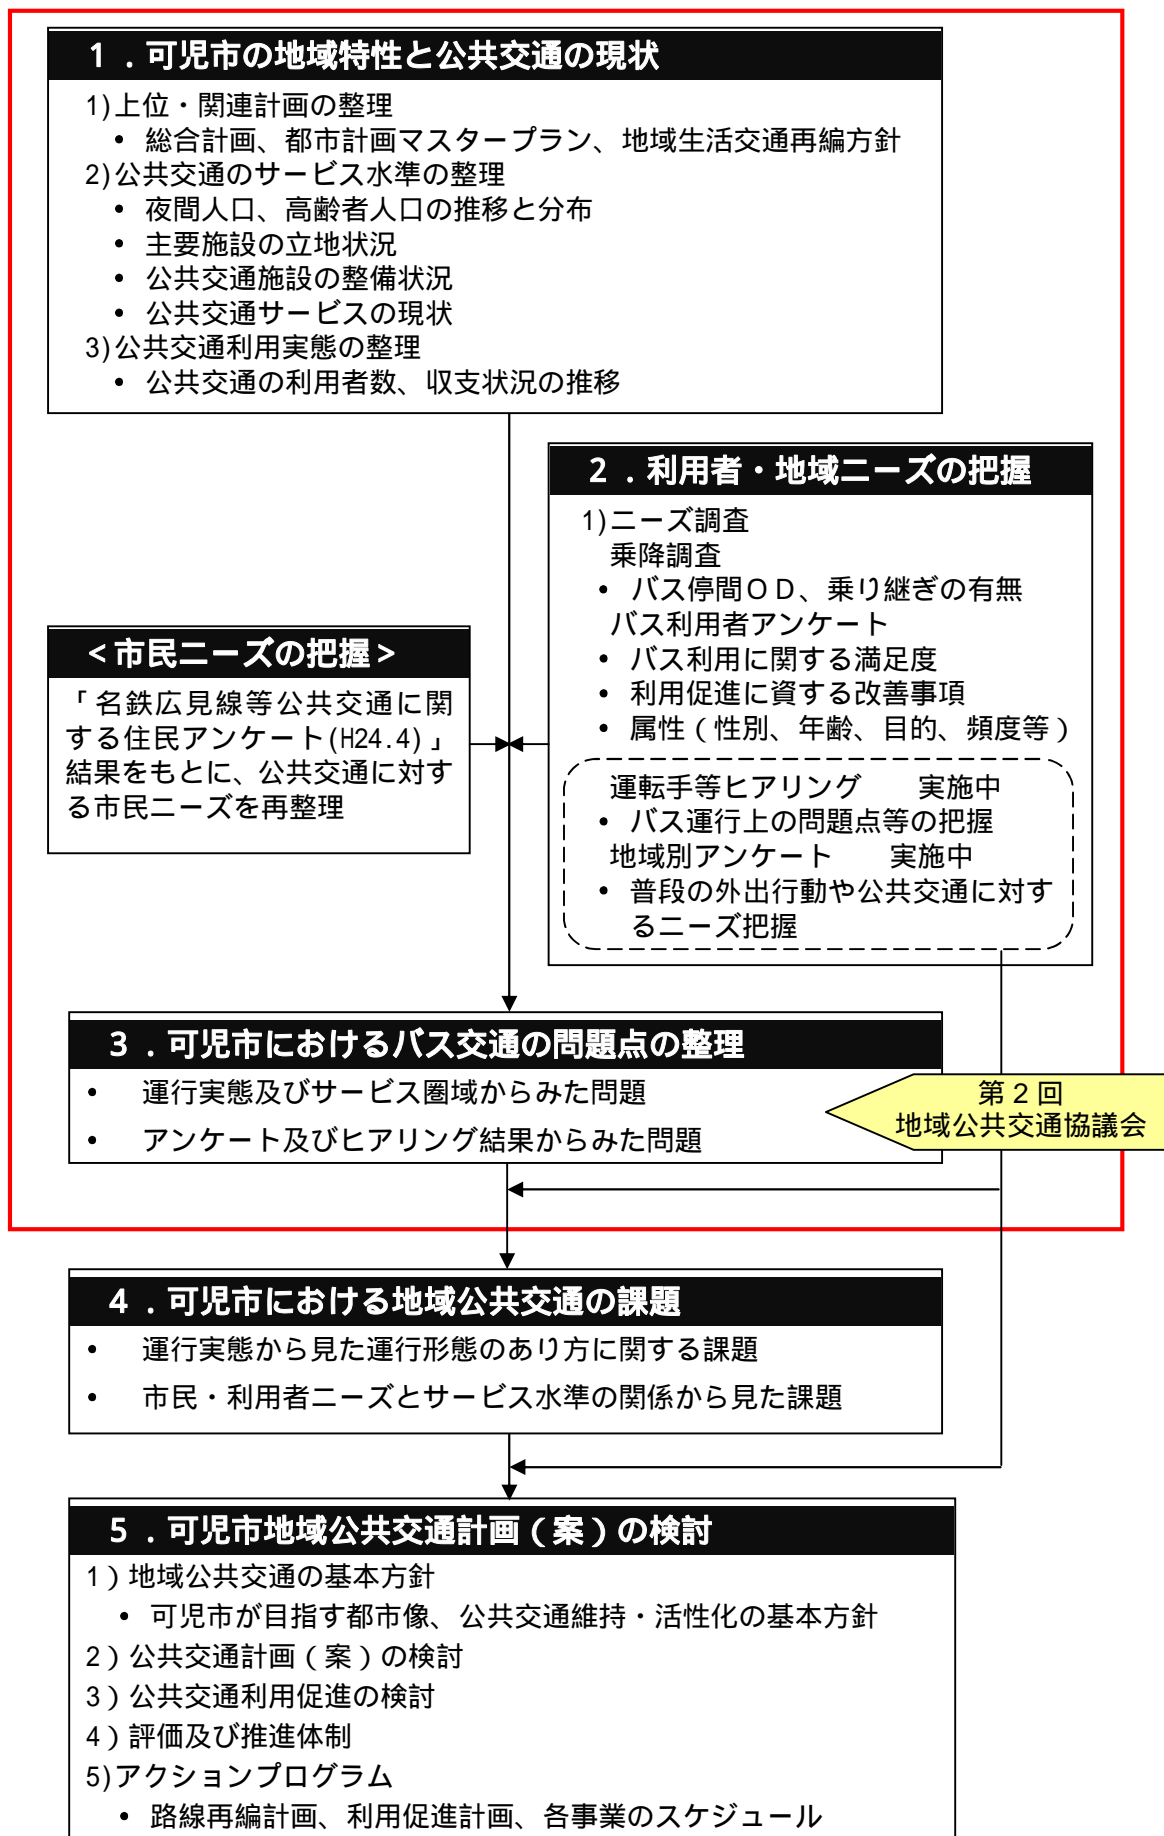 １．可児市の地域特性と公共交通の現状
1)上位・関連計画の整理
• 総合計画、都市計画マスタープラン、地域生活交通再編方針
2)公共交通のサービス水準の整理
• 夜間人口、高齢者人口の推移と分布
• 主要施設の立地状況
• 公共交通施設の整備状況
• 公共交通サービスの現状
3)公共交通利用実態の整理
• 公共交通の利用者数、収支状況の推移
２．利用者・地域ニーズの把握
1)ニーズ調査
乗降調査
• バス停間ＯＤ、乗り継ぎの有無
バス利用者アンケート
• バス利用に関する満足度
• 利用促進に資する改善事項
• 属性（性別、年齢、目的、頻度等）
運転手等ヒアリング　　実施中
• バス運行上の問題点等の把握
地域別アンケート　　実施中
• 普段の外出行動や公共交通に対す
るニーズ把握
＜市民ニーズの把握＞
「名鉄広見線等公共交通に関
する住民アンケート(H24.4)」
結果をもとに、公共交通に対す
る市民ニーズを再整理
３．可児市におけるバス交通の問題点の整理
• 運行実態及びサービス圏域からみた問題
• アンケート及びヒアリング結果からみた問題
第２回
地域公共交通協議会
４．可児市における地域公共交通の課題
• 運行実態から見た運行形態のあり方に関する課題
• 市民・利用者ニーズとサービス水準の関係から見た課題
５．可児市地域公共交通計画（案）の検討
1）地域公共交通の基本方針
• 可児市が目指す都市像、公共交通維持・活性化の基本方針
2）公共交通計画（案）の検討
3）公共交通利用促進の検討
4）評価及び推進体制
5)アクションプログラム
• 路線再編計画、利用促進計画、各事業のスケジュール